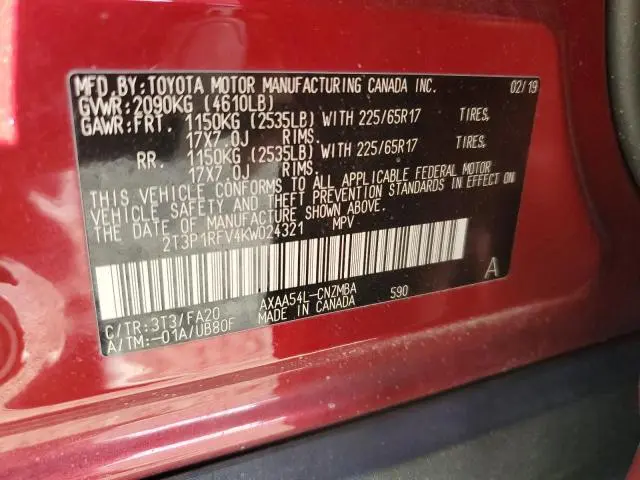 MFD.BY:TOYOTA MOTOR MANUFACTURING CANADA INC. 02/19
GVWR:2090KG (4610LB)
GAWR:FRT. 1150KG (2535LB) WITH 225/65R17 TIRES,
17X7.0J RIMS.
RR. 1150KG (2535LB) WITH 225/65R17 TIRES,
17X7.0J RIMS.
THIS VEHICLE CONFORMS TO ALL APPLICABLE FEDERAL MOTOR
VEHICLE SAFETY AND THEFT PREVENTION STANDARDS IN EFFECT ON
THE DATE OF MANUFACTURE SHOWN ABOVE.
2T3P1RFV4KW024321 MPV
A
C/TR:3T3/FA20 AXAA54L-CNZMBA 590
A/TM:-01A/UB80F MADE IN CANADA